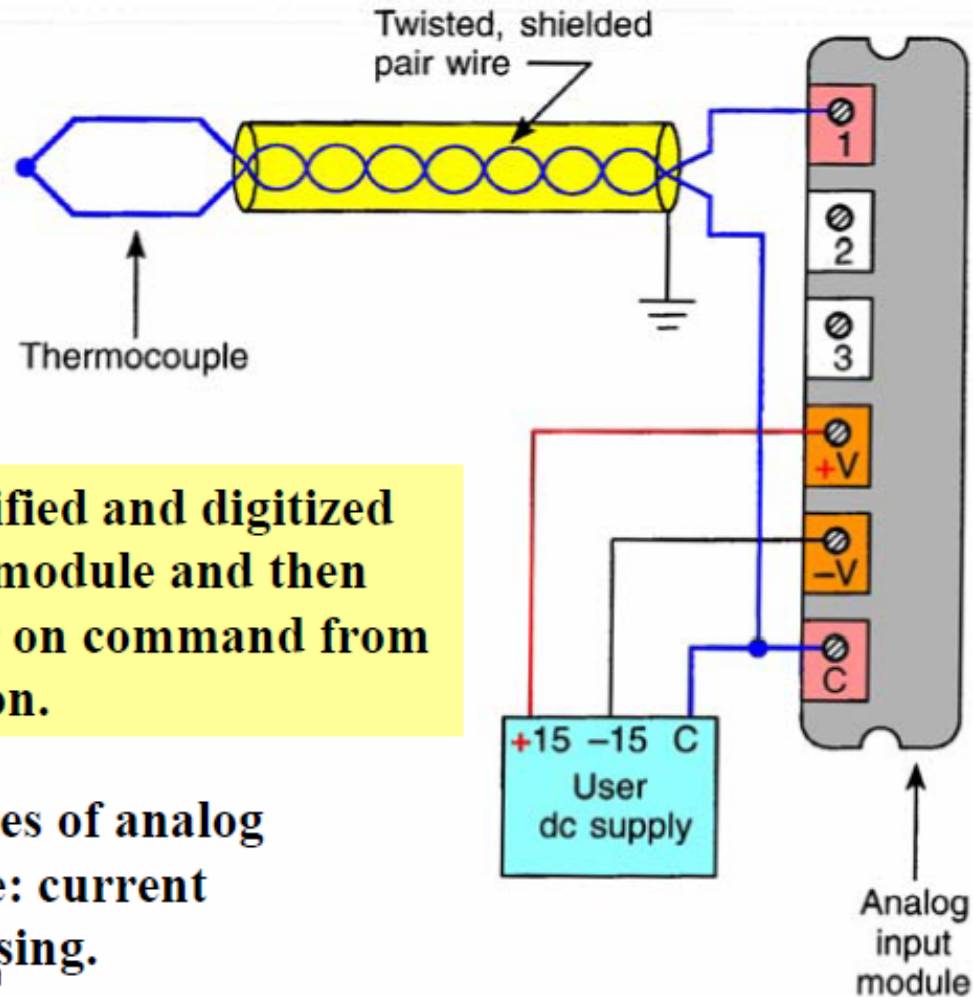 Twisted, shielded
pair wire
1
2
3
Thermocouple
+V
-V
C
ified and digitized
module and then
on command from
on.
+15 -15 C
User
dc supply
es of analog
: current
sing.
Analog
input
module